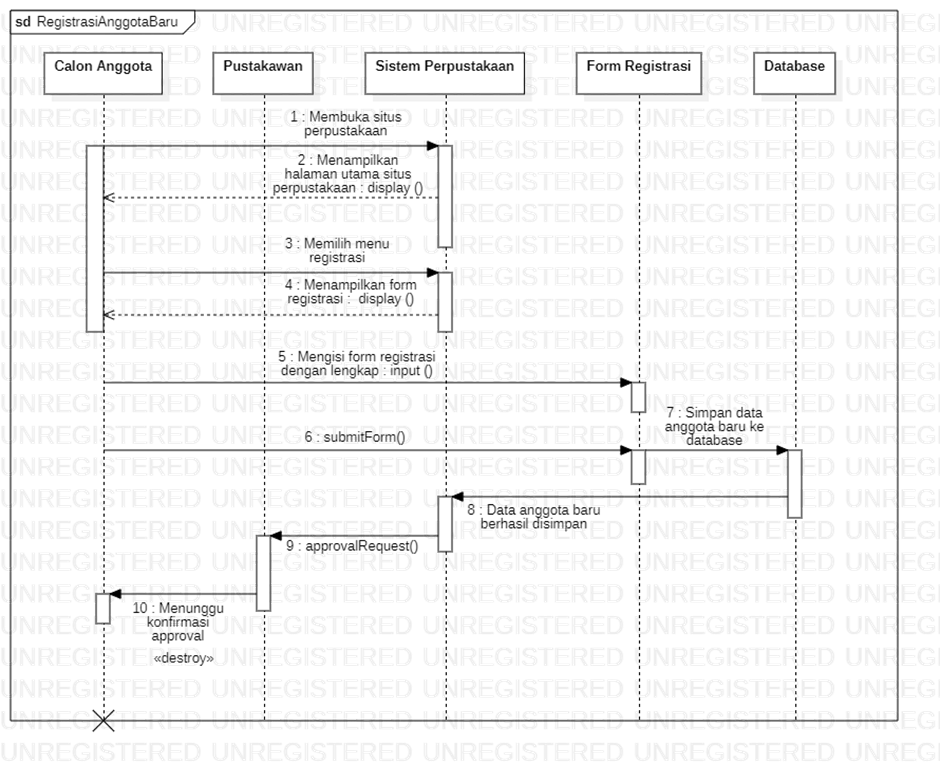 sd RegistrasiAnggotaBaru
Calon Anggota
Pustakawan
Sistem Perpustakaan
Form Registrasi
Database
1 : Membuka situs
perpustakaan
2 : Menampilkan
halaman utama situs
perpustakaan : display ()
3 : Memilih menu
registrasi
4 : Menampilkan form
registrasi : display ()
5 : Mengisi form registrasi
dengan lengkap : input ()
6 : submitForm()
7 : Simpan data
anggota baru ke
database
8 : Data anggota baru
berhasil disimpan
9 : approvalRequest()
10 : Menunggu
konfirmasi
approval
«destroy»
UNREGISTERED